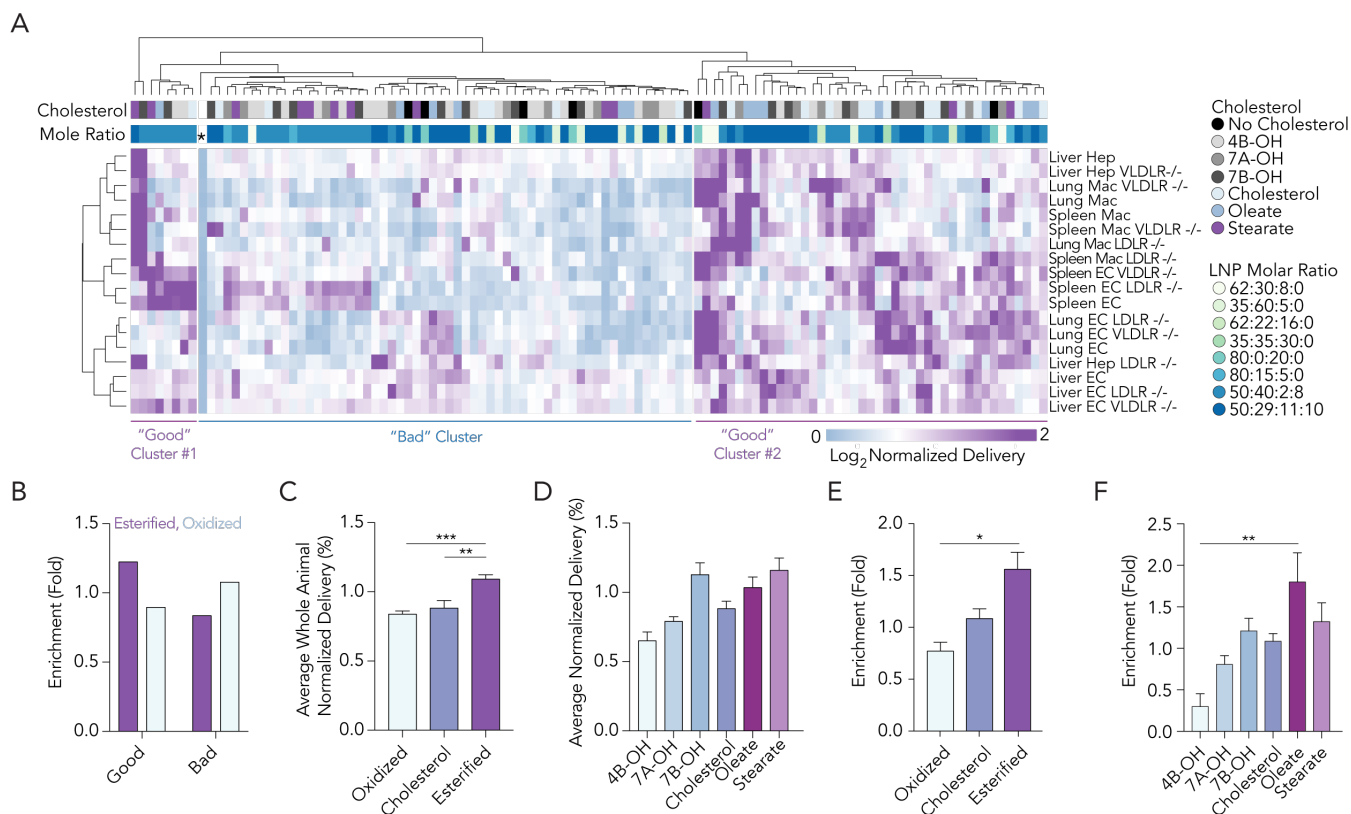 A
Cholesterol
Mole Ratio
*
Liver Hep
Liver Hep VLDLR-/-
Lung Mac VLDLR -/-
Lung Mac
Spleen Mac
Spleen Mac VLDLR -/-
Lung Mac LDLR -/-
Spleen Mac LDLR -/-
Spleen EC VLDLR -/-
Spleen EC LDLR -/-
Spleen EC
Lung EC LDLR -/-
Lung EC VLDLR -/-
Lung EC
Liver Hep LDLR -/-
Liver EC
Liver EC LDLR -/-
Liver EC VLDLR -/-
Cholesterol
No Cholesterol
4B-OH
7A-OH
7B-OH
Cholesterol
Oleate
Stearate
LNP Molar Ratio
62:30:8:0
35:60:5:0
62:22:16:0
35:35:30:0
80:0:20:0
80:15:5:0
50:40:2:8
50:29:11:10
"Good"
Cluster #1
"Bad" Cluster
"Good"
Cluster #2
0 2
Log2 Normalized Delivery
B
Esterified, Oxidized
Enrichment (Fold)
1.5
1.0
0.5
0.0
Good
Bad
C
Average Whole Animal
Normalized Delivery (%)
1.5
1.0
0.5
0.0
***
**
Oxidized
Cholesterol
Esterified
D
Average Normalized Delivery (%)
1.5
1.0
0.5
0.0
4B-OH
7A-OH
7B-OH
Cholesterol
Oleate
Stearate
E
Enrichment (Fold)
2.0
1.5
1.0
0.5
0.0
*
Oxidized
Cholesterol
Esterified
F
Enrichment (Fold)
2.5
2.0
1.5
1.0
0.5
0.0
**
4B-OH
7A-OH
7B-OH
Cholesterol
Oleate
Stearate